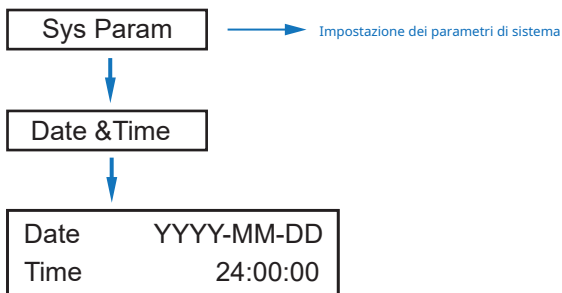 Sys Param
Impostazione dei parametri di sistema
Date &Time
Date YYYY-MM-DD
Time 24:00:00